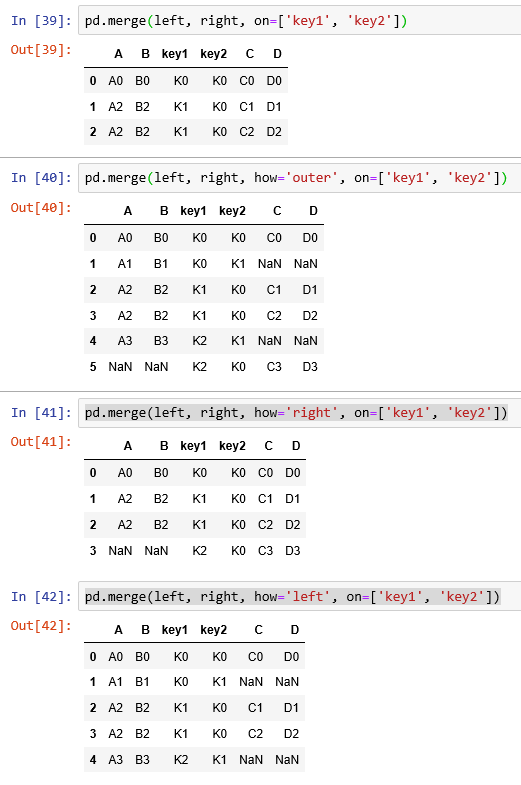 In [39]: pd.merge(left, right, on=['key1', 'key2'])
Out[39]:
A B key1 key2 C D
0 A0 B0 K0 K0 C0 D0
1 A2 B2 K1 K0 C1 D1
2 A2 B2 K1 K0 C2 D2
In [40]: pd.merge(left, right, how='outer', on=['key1', 'key2'])
Out[40]:
A B key1 key2 C D
0 A0 B0 K0 K0 C0 D0
1 A1 B1 K0 K1 NaN NaN
2 A2 B2 K1 K0 C1 D1
3 A2 B2 K1 K0 C2 D2
4 A3 B3 K2 K1 NaN NaN
5 NaN NaN K2 K0 C3 D3
In [41]: pd.merge(left, right, how='right', on=['key1', 'key2'])
Out[41]:
A B key1 key2 C D
0 A0 B0 K0 K0 C0 D0
1 A2 B2 K1 K0 C1 D1
2 A2 B2 K1 K0 C2 D2
3 NaN NaN K2 K0 C3 D3
In [42]: pd.merge(left, right, how='left', on=['key1', 'key2'])
Out[42]:
A B key1 key2 C D
0 A0 B0 K0 K0 C0 D0
1 A1 B1 K0 K1 NaN NaN
2 A2 B2 K1 K0 C1 D1
3 A2 B2 K1 K0 C2 D2
4 A3 B3 K2 K1 NaN NaN